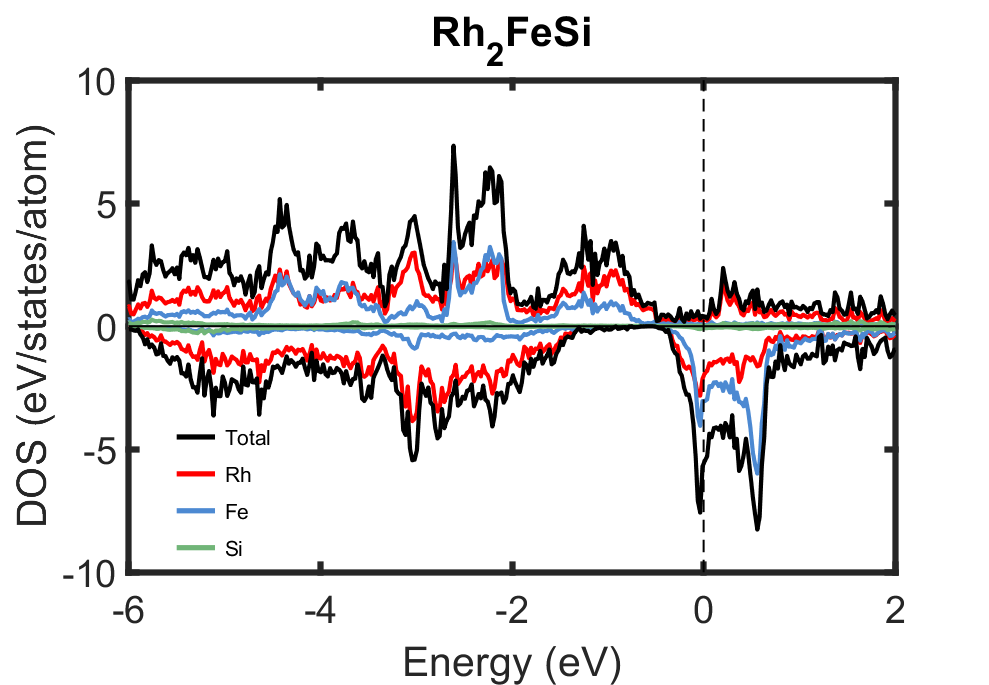 Rh₂FeSi
DOS (eV/states/atom)
10
5
0
-5
-10
Total
Rh
Fe
Si
-6 -4 -2 0 2
Energy (eV)